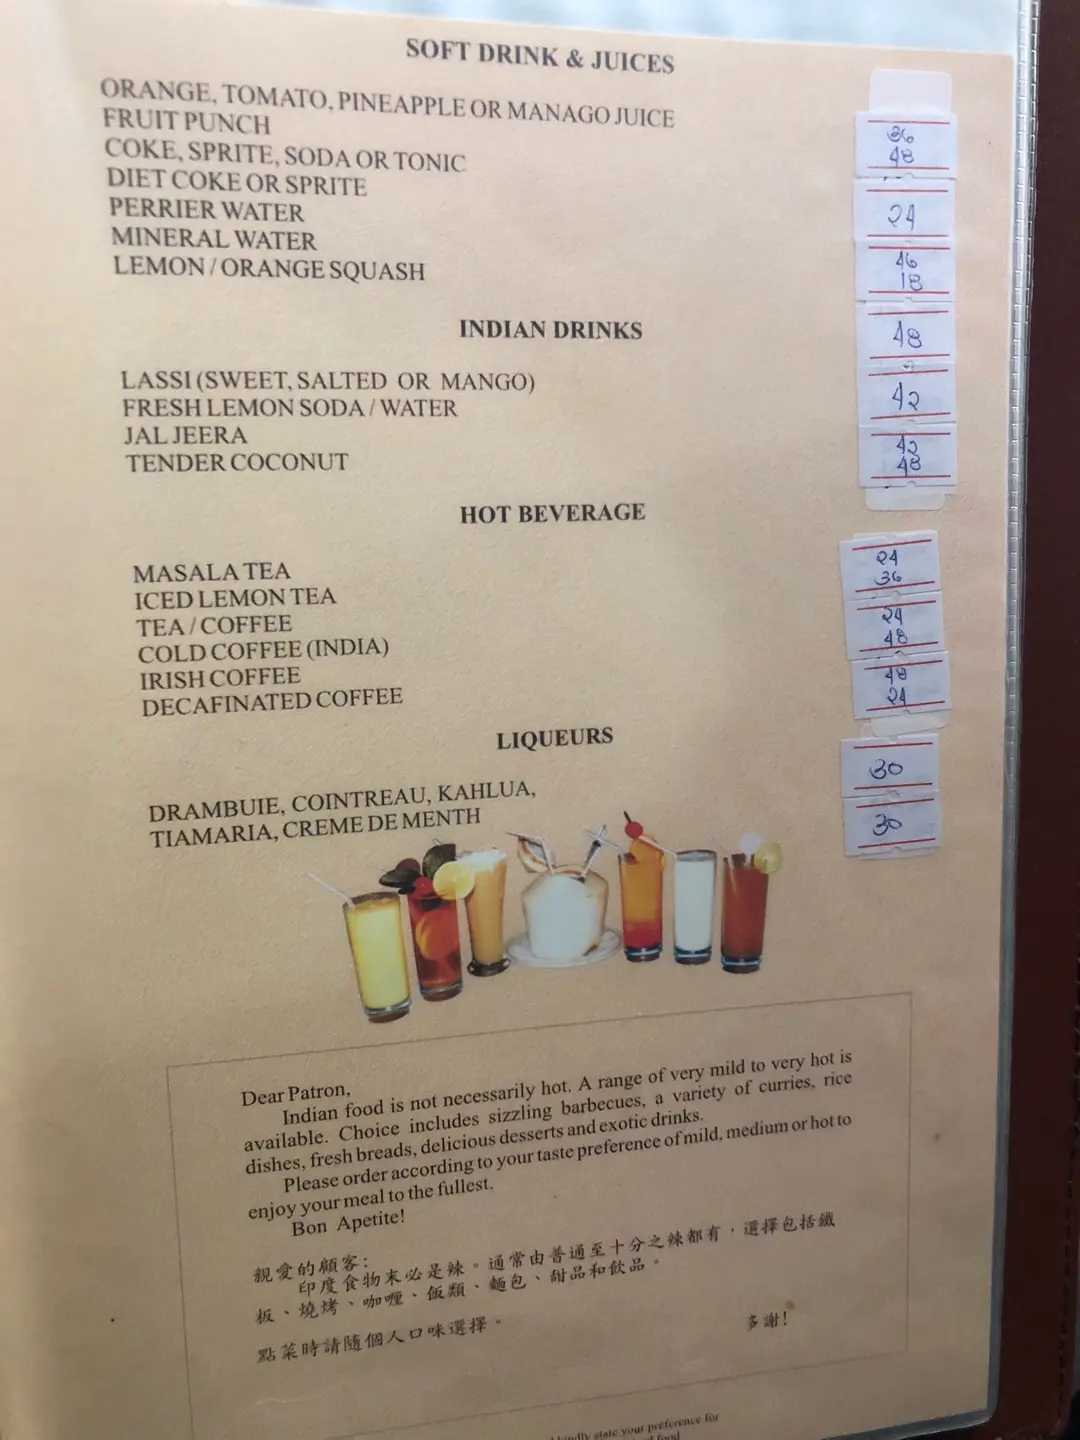 SOFT DRINK & JUICES
ORANGE, TOMATO, PINEAPPLE OR MANAGO JUICE
FRUIT PUNCH
COKE, SPRITE, SODA OR TONIC
DIET COKE OR SPRITE
PERRIER WATER
MINERAL WATER
LEMON / ORANGE SQUASH
36
48
24
46
18
48
INDIAN DRINKS
LASSI (SWEET, SALTED OR MANGO)
FRESH LEMON SODA / WATER
JAL JEERA
TENDER COCONUT
42
42
48
HOT BEVERAGE
MASALA TEA
ICED LEMON TEA
TEA / COFFEE
COLD COFFEE (INDIA)
IRISH COFFEE
DECAFINATED COFFEE
24
36
24
48
48
24
LIQUEURS
DRAMBUIE, COINTREAU, KAHLUA,
TIAMARIA, CREME DE MENTH
30
30
Dear Patron,
Indian food is not necessarily hot. A range of very mild to very hot is
available. Choice includes sizzling barbecues, a variety of curries, rice
dishes, fresh breads, delicious desserts and exotic drinks.
Please order according to your taste preference of mild, medium or hot to
enjoy your meal to the fullest.
Bon Apetite!
親愛的顧客:
印度食物末必是辣。通常由普通至十分之辣都有，選擇包括鐵
板、燒烤、咖喱、飯類、麵包、甜品和飲品。
點菜時請隨個人口味選擇。
多謝!
kindly state your preference for
food